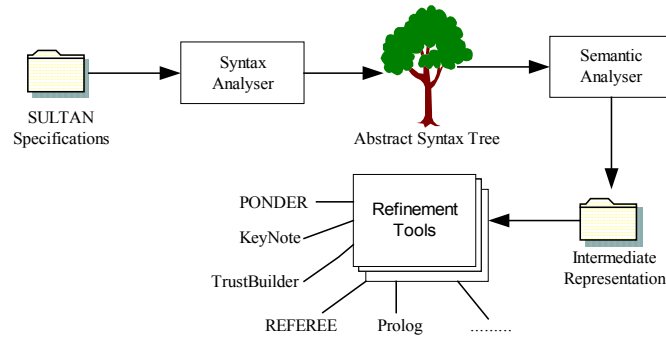 Syntax
Analyser
Semantic
Analyser
SULTAN
Specifications
Abstract Syntax Tree
PONDER
KeyNote
TrustBuilder
REFEREE
Prolog
.........
Refinement
Tools
Intermediate
Representation